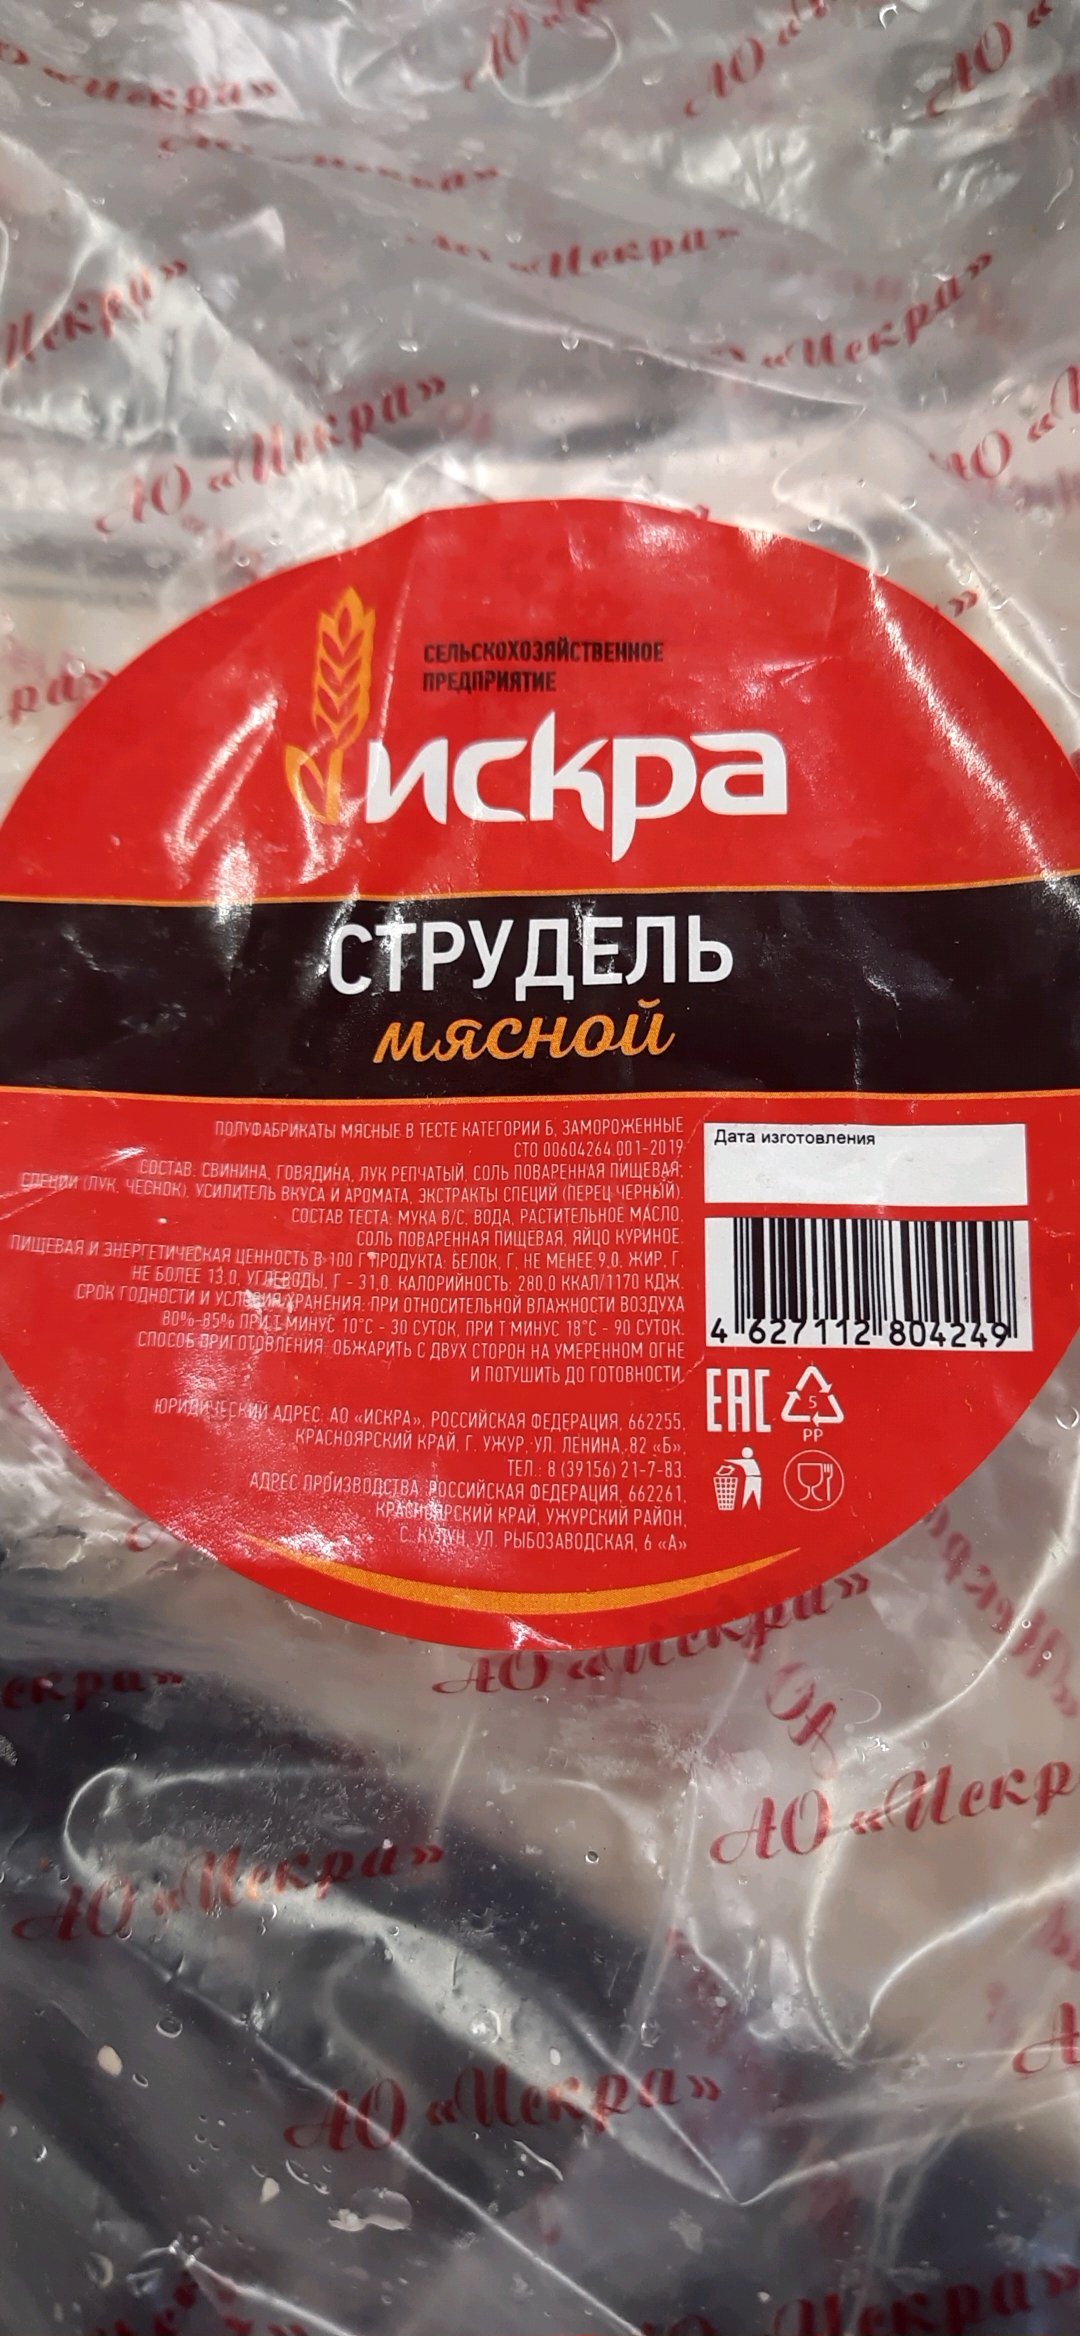 АО «Искра»
СЕЛЬСКОХОЗЯЙСТВЕННОЕ
ПРЕДПРИЯТИЕ
искра
СТРУДЕЛЬ
мясной
ПОЛУФАБРИКАТЫ МЯСНЫЕ В ТЕСТЕ КАТЕГОРИИ Б, ЗАМОРОЖЕННЫЕ
СТО 00604264.001-2019
СОСТАВ: СВИНИНА, ГОВЯДИНА, ЛУК РЕПЧАТЫЙ, СОЛЬ ПОВАРЕННАЯ ПИЩЕВАЯ,
СПЕЦИИ (ЛУК, ЧЕСНОК), УСИЛИТЕЛЬ ВКУСА И АРОМАТА, ЭКСТРАКТЫ СПЕЦИЙ (ПЕРЕЦ ЧЕРНЫЙ).
СОСТАВ ТЕСТА: МУКА В/С, ВОДА, РАСТИТЕЛЬНОЕ МАСЛО,
СОЛЬ ПОВАРЕННАЯ ПИЩЕВАЯ, ЯЙЦО КУРИНОЕ.
ПИЩЕВАЯ И ЭНЕРГЕТИЧЕСКАЯ ЦЕННОСТЬ В 100 Г ПРОДУКТА: БЕЛОК, Г, НЕ МЕНЕЕ 9,0. ЖИР, Г,
НЕ БОЛЕЕ 13,0, УГЛЕВОДЫ, Г - 31,0. КАЛОРИЙНОСТЬ: 280,0 ККАЛ/1170 КДЖ.
СРОК ГОДНОСТИ И УСЛОВИЯ ХРАНЕНИЯ: ПРИ ОТНОСИТЕЛЬНОЙ ВЛАЖНОСТИ ВОЗДУХА
80%-85% ПРИ Т МИНУС 10°С - 30 СУТОК, ПРИ Т МИНУС 18°С - 90 СУТОК.
СПОСОБ ПРИГОТОВЛЕНИЯ: ОБЖАРИТЬ С ДВУХ СТОРОН НА УМЕРЕННОМ ОГНЕ
И ПОТУШИТЬ ДО ГОТОВНОСТИ.
ЮРИДИЧЕСКИЙ АДРЕС: АО «ИСКРА», РОССИЙСКАЯ ФЕДЕРАЦИЯ, 662255,
КРАСНОЯРСКИЙ КРАЙ, Г. УЖУР, УЛ. ЛЕНИНА, 82 «Б»,
ТЕЛ.: 8 (39156) 21-7-83.
АДРЕС ПРОИЗВОДСТВА: РОССИЙСКАЯ ФЕДЕРАЦИЯ, 662261,
КРАСНОЯРСКИЙ КРАЙ, УЖУРСКИЙ РАЙОН,
С. КУЛУН, УЛ. РЫБОЗАВОДСКАЯ, 6 «А»
Дата изготовления
4 627112 804249
EAC
5
PP
АО «Искра»
АО «Искра»
АО «Искра»